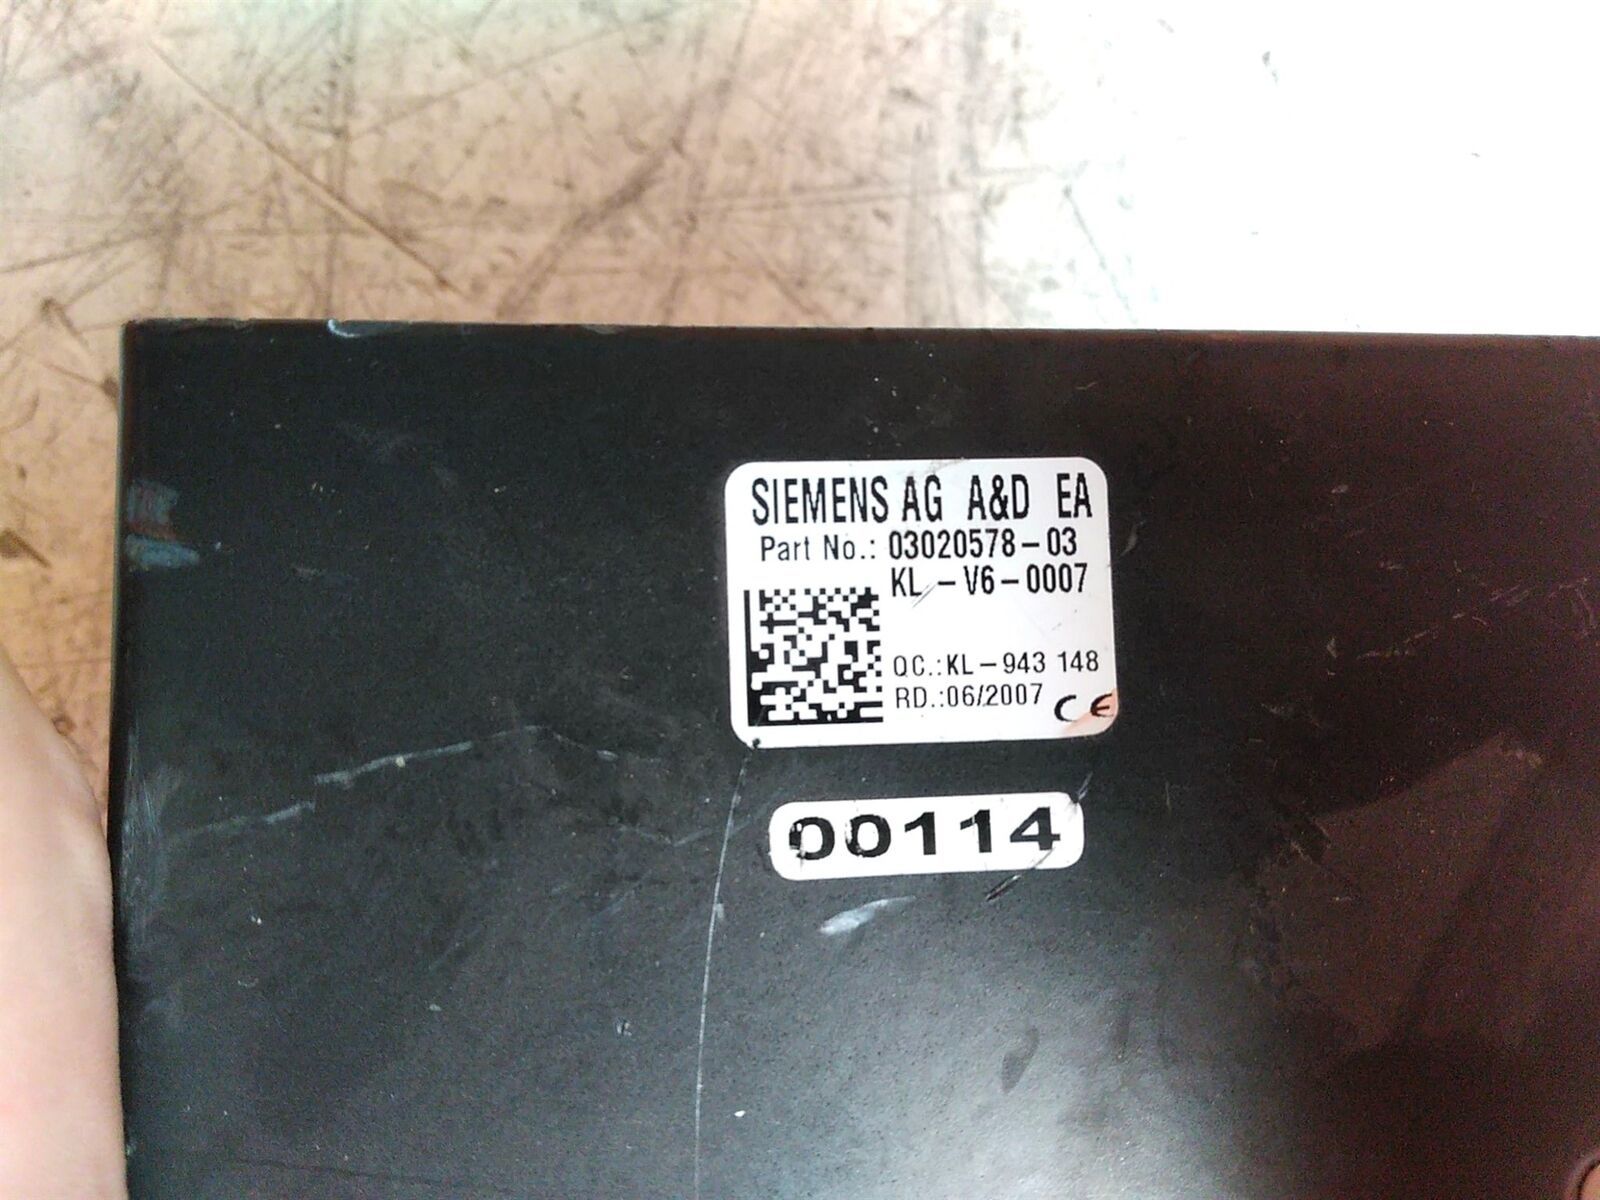 SIEMENS AG A&D EA
Part No.: 03020578-03
KL-V6-0007
QC.:KL-943 148
RD.:06/2007
CE
00114